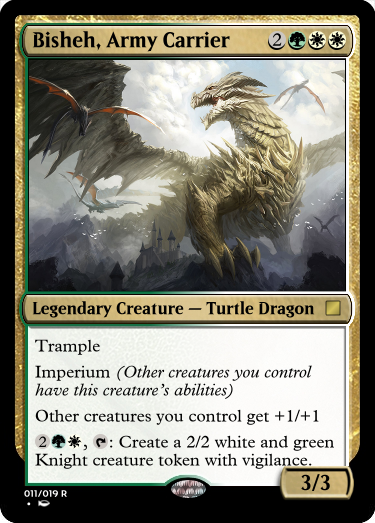 Bisheh, Army Carrier 2
Legendary Creature — Turtle Dragon
Trample
Imperium (Other creatures you control
have this creature's abilities)
Other creatures you control get +1/+1
2 , : Create a 2/2 white and green
Knight creature token with vigilance.
3/3
011/019 R